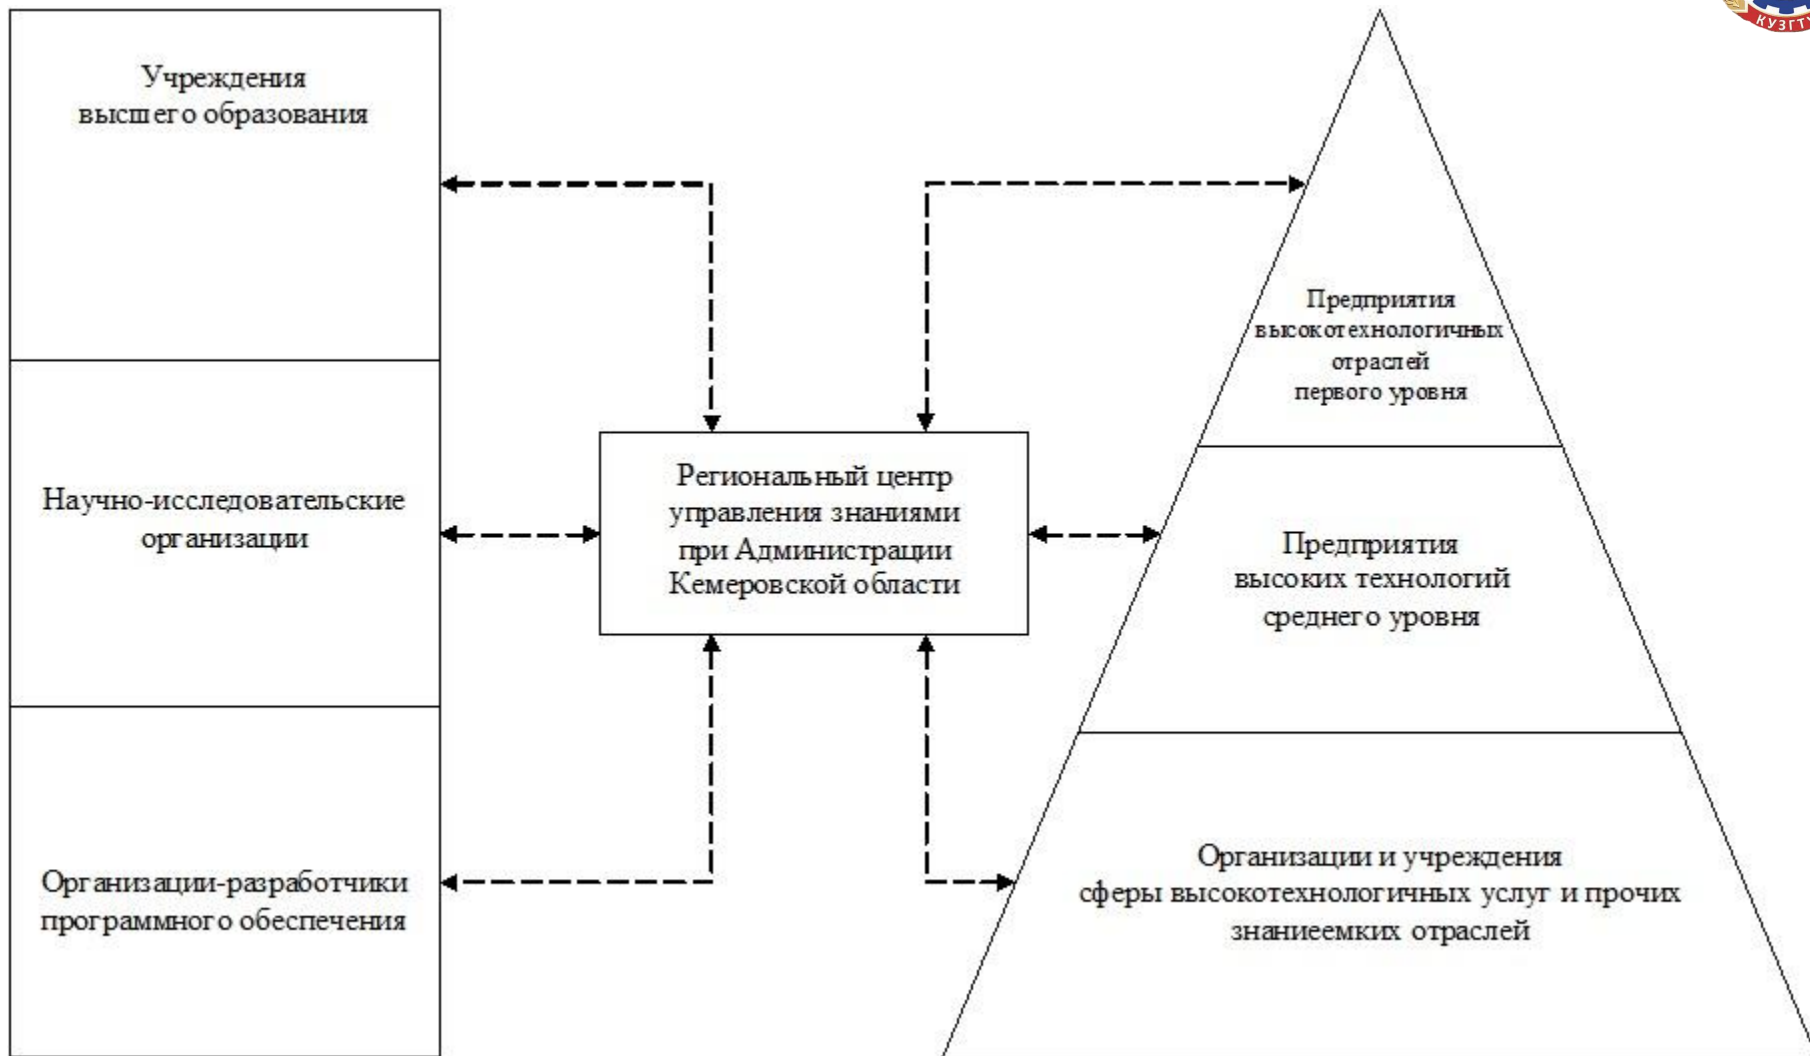 Учреждения
высшего образования
КУЗГТУ
Предприятия
высокотехнологичных
отраслей
первого уровня
Научно-исследовательские
организации
Региональный центр
управления знаниями
при Администрации
Кемеровской области
Предприятия
высоких технологий
среднего уровня
Организации-разработчики
программного обеспечения
Организации и учреждения
сферы высокотехнологичных услуг и прочих
знаниеемких отраслей